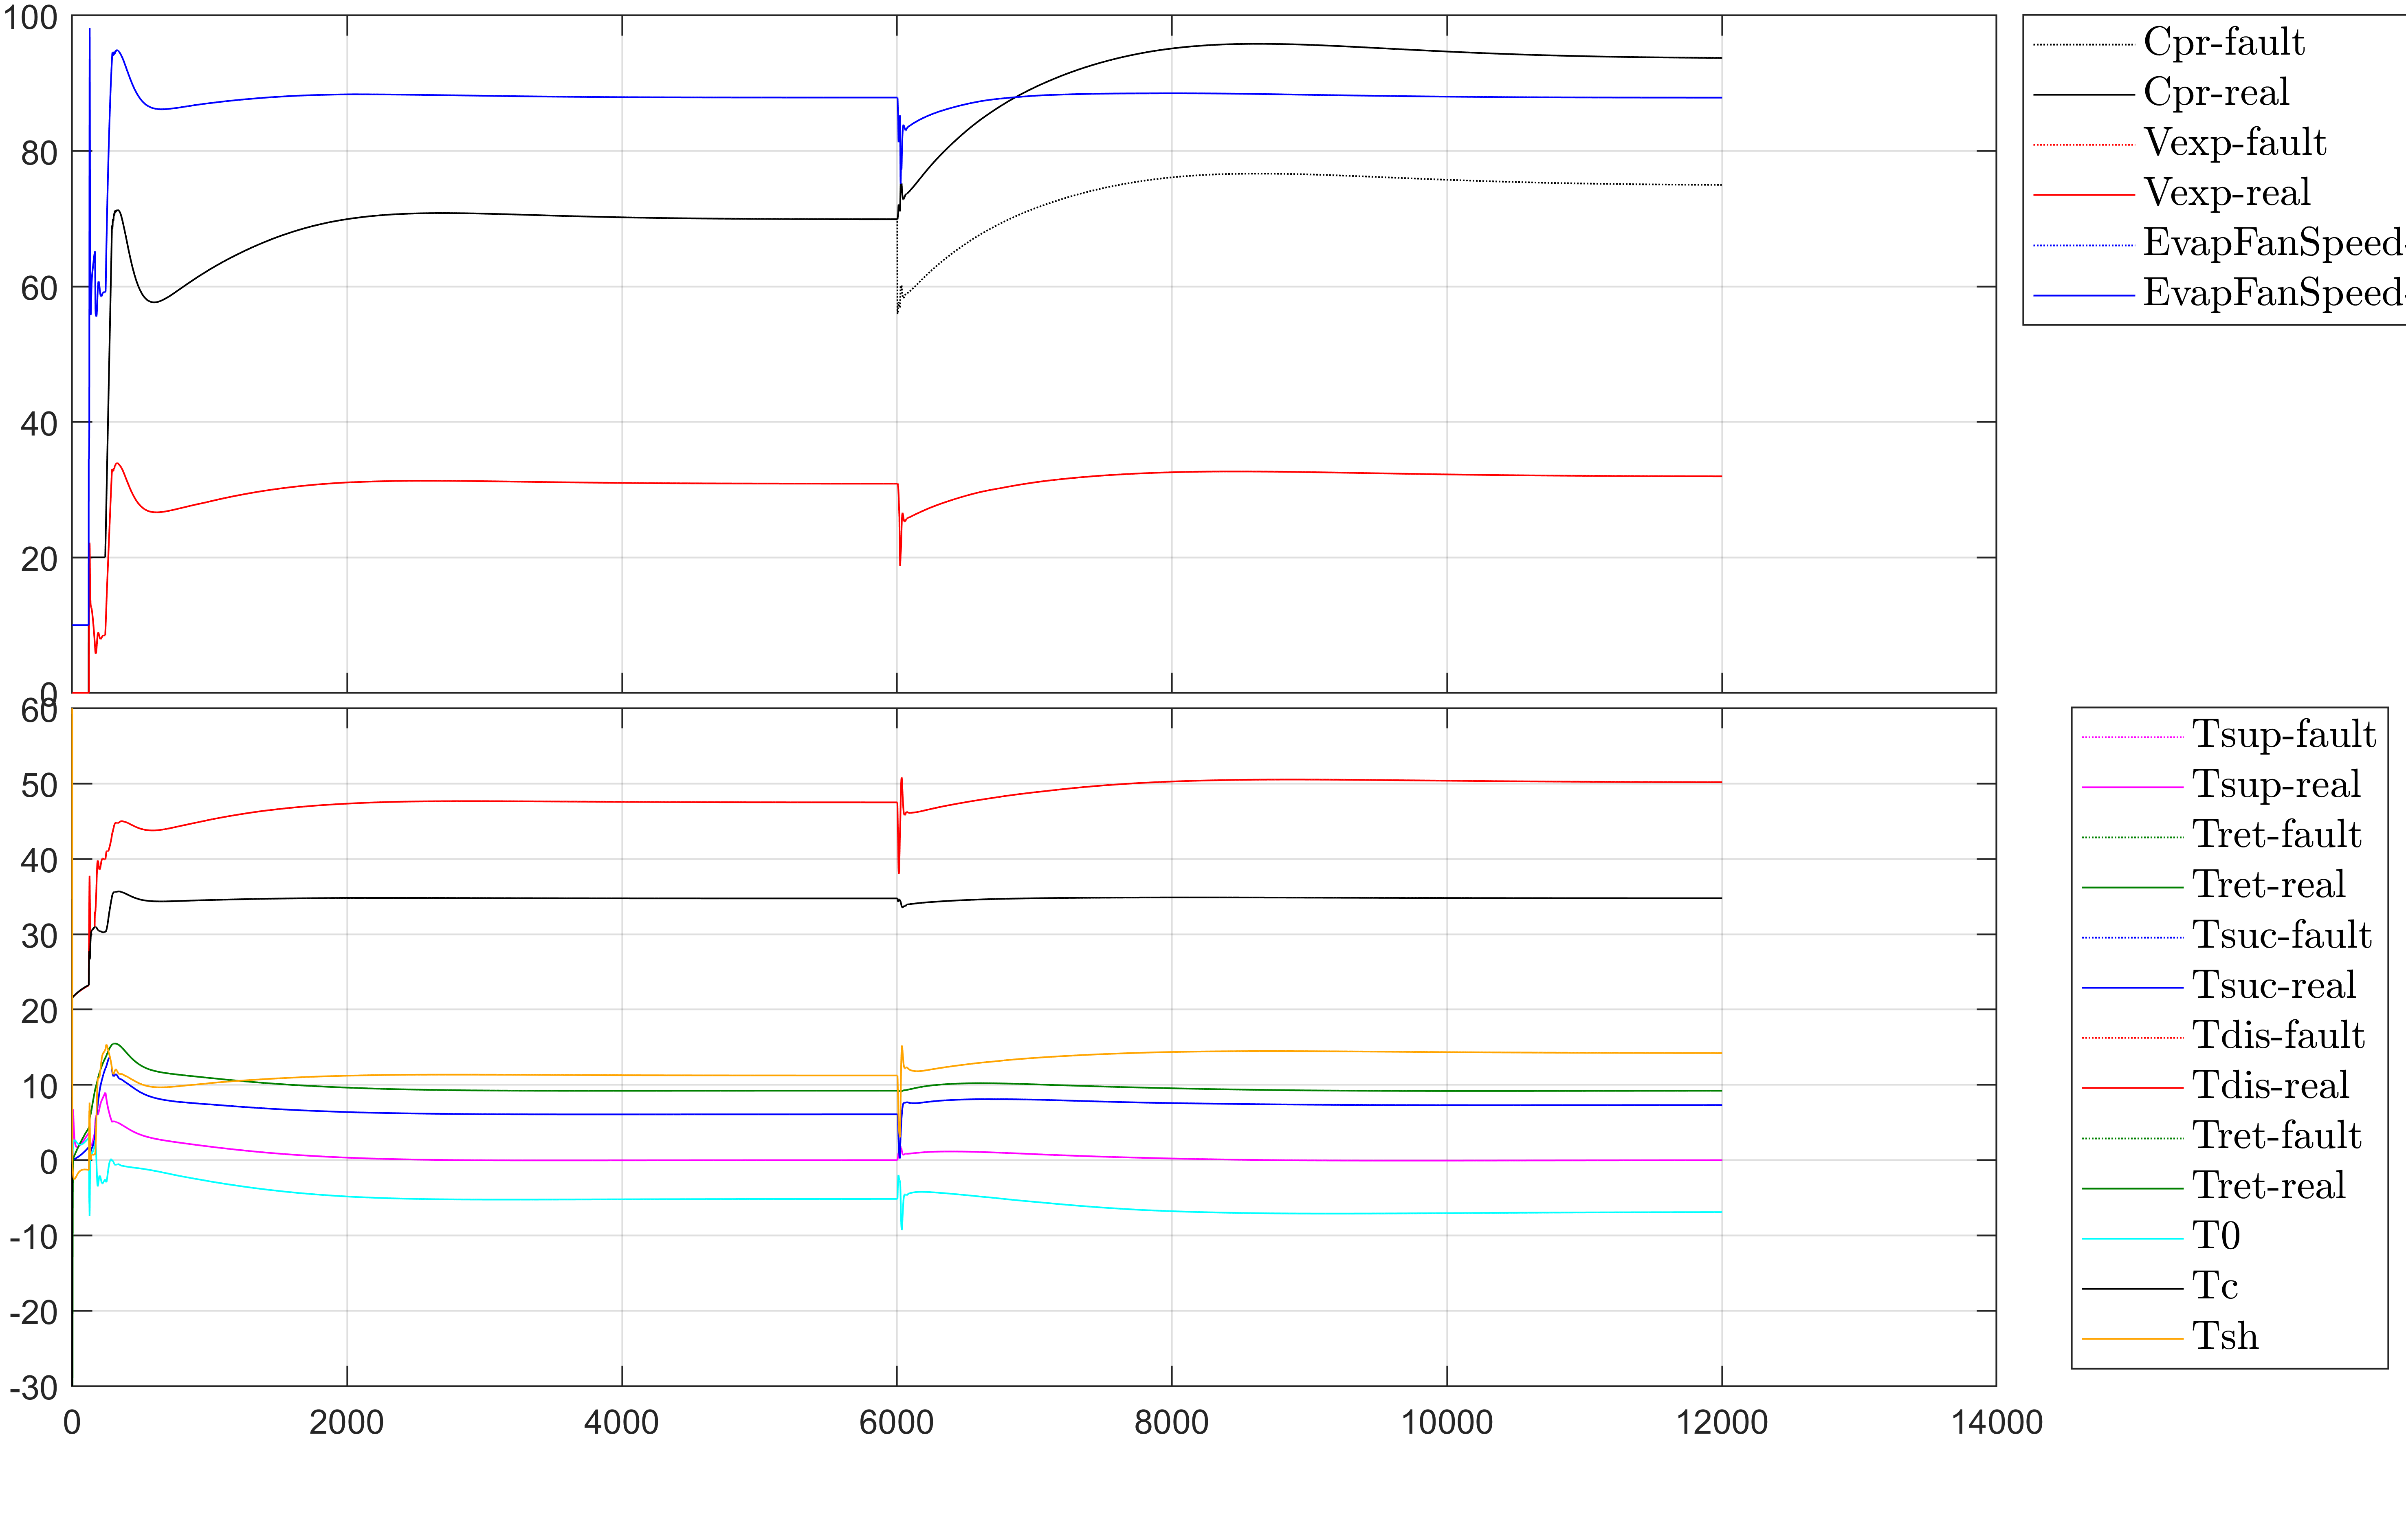 100
80
60
40
20
0
Cpr-fault
Cpr-real
Vexp-fault
Vexp-real
EvapFanSpeed-
EvapFanSpeed-
60
50
40
30
20
10
0
-10
-20
-30
0 2000 4000 6000 8000 10000 12000 14000
Tsup-fault
Tsup-real
Tret-fault
Tret-real
Tsuc-fault
Tsuc-real
Tdis-fault
Tdis-real
Tret-fault
Tret-real
T0
Tc
Tsh